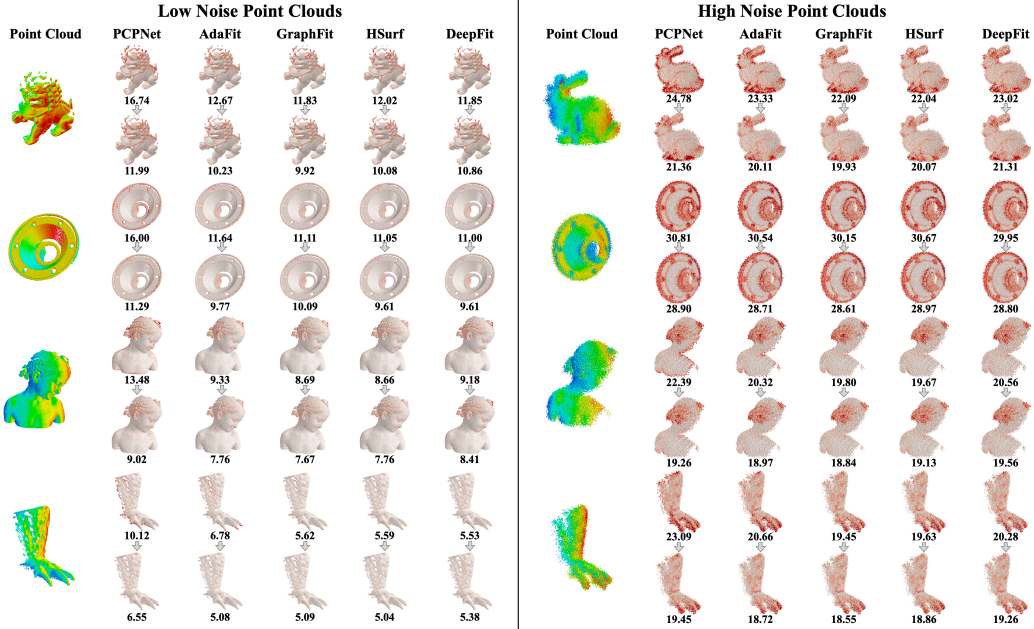 Low Noise Point Clouds
Point Cloud PCPNet AdaFit GraphFit HSurf DeepFit
16.74 12.67 11.83 12.02 11.85
11.99 10.23 9.92 10.08 10.86
16.00 11.64 11.11 11.05 11.00
11.29 9.77 10.09 9.61 9.61
13.48 9.33 8.69 8.66 9.18
9.02 7.76 7.67 7.76 8.41
10.12 6.78 5.62 5.59 5.53
6.55 5.08 5.09 5.04 5.38
High Noise Point Clouds
Point Cloud PCPNet AdaFit GraphFit HSurf DeepFit
24.78 23.33 22.09 22.04 23.02
21.36 20.11 19.93 20.07 21.31
30.81 30.54 30.15 30.67 29.95
28.90 28.71 28.61 28.97 28.80
22.39 20.32 19.80 19.67 20.56
19.26 18.97 18.84 19.13 19.56
23.09 20.66 19.45 19.63 20.28
19.45 18.72 18.55 18.86 19.26